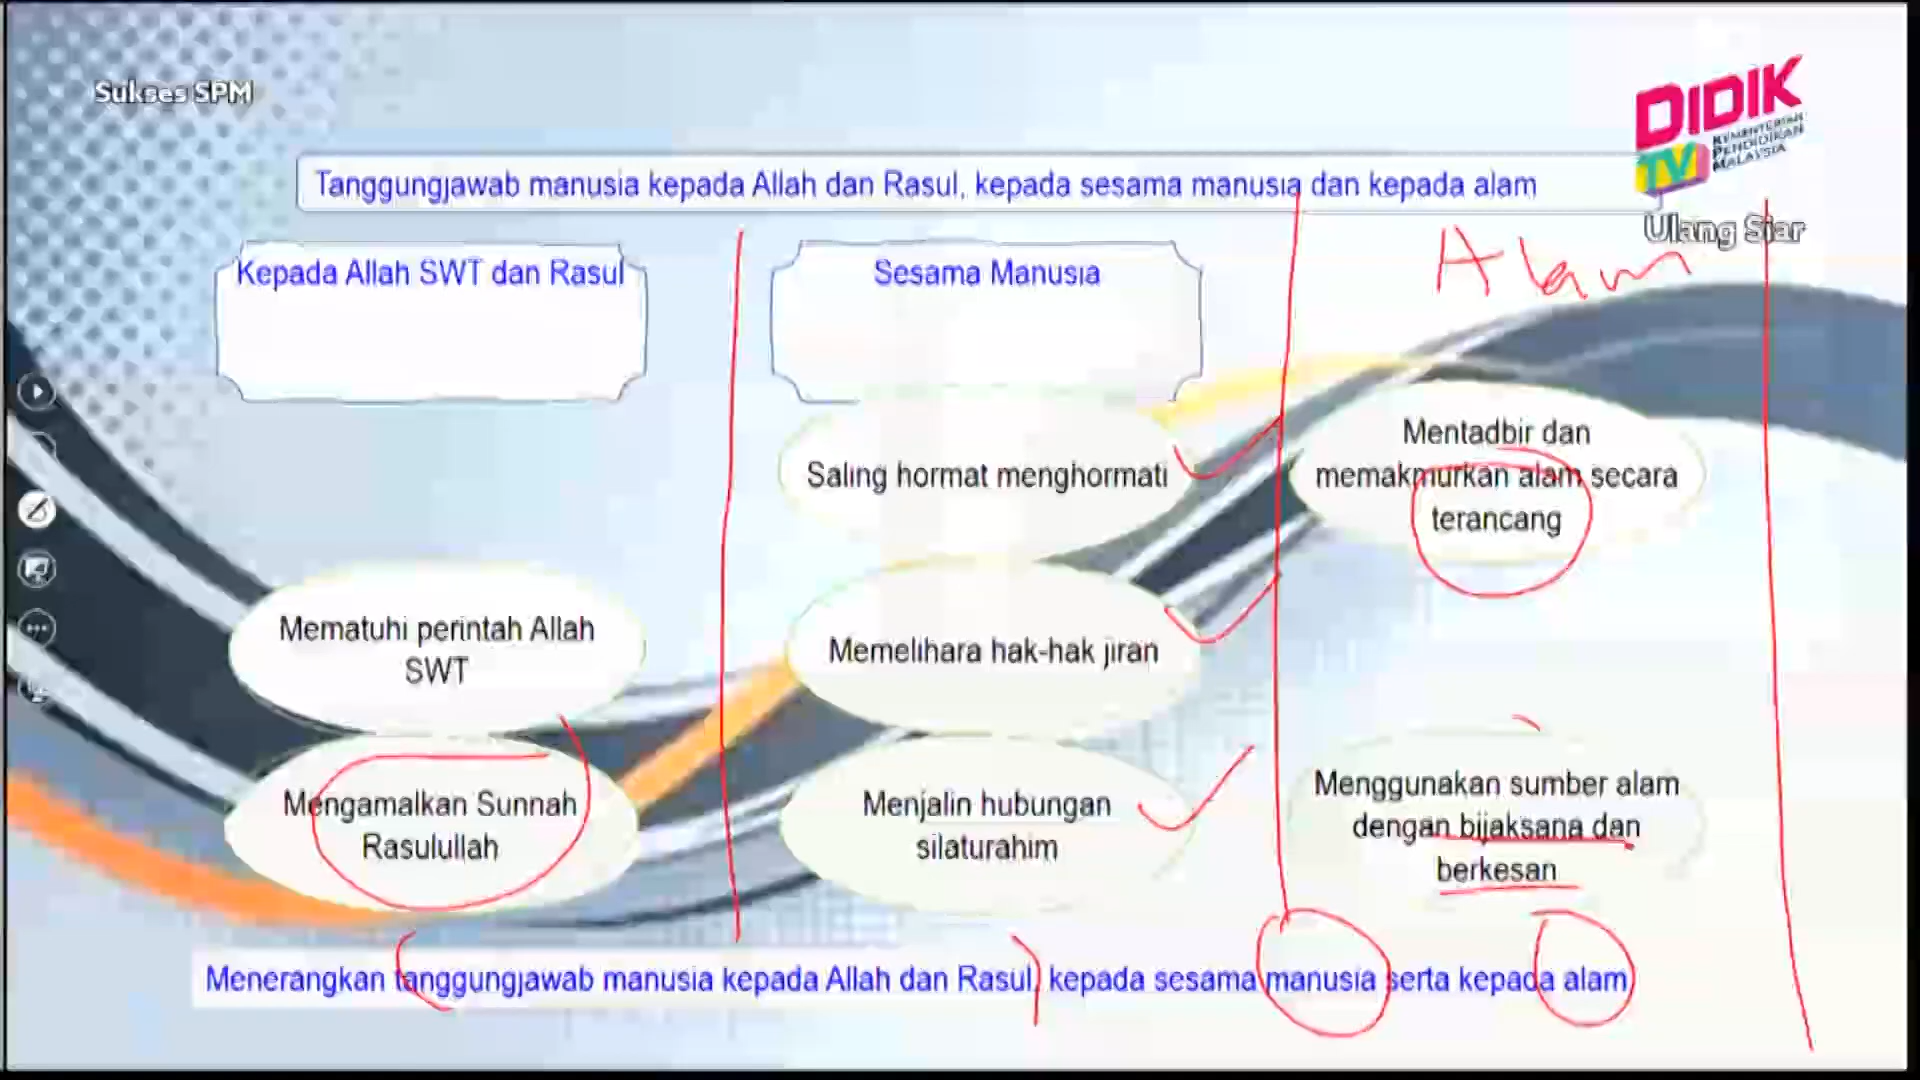 Sukses SPM
DIDIK
TV
KEMENTERIAN
PENDIDIKAN
MALAYSIA
Ulang Siar
Tanggungjawab manusia kepada Allah dan Rasul, kepada sesama manusia dan kepada alam
Kepada Allah SWT dan Rasul
Mematuhi perintah Allah
SWT
Mengamalkan Sunnah
Rasulullah
Sesama Manusia
Saling hormat menghormati
Memelihara hak-hak jiran
Menjalin hubungan
silaturahim
Alam
Mentadbir dan
memakmurkan alam secara
terancang
Menggunakan sumber alam
dengan bijaksana dan
berkesan
Menerangkan tanggungjawab manusia kepada Allah dan Rasul, kepada sesama manusia serta kepada alam